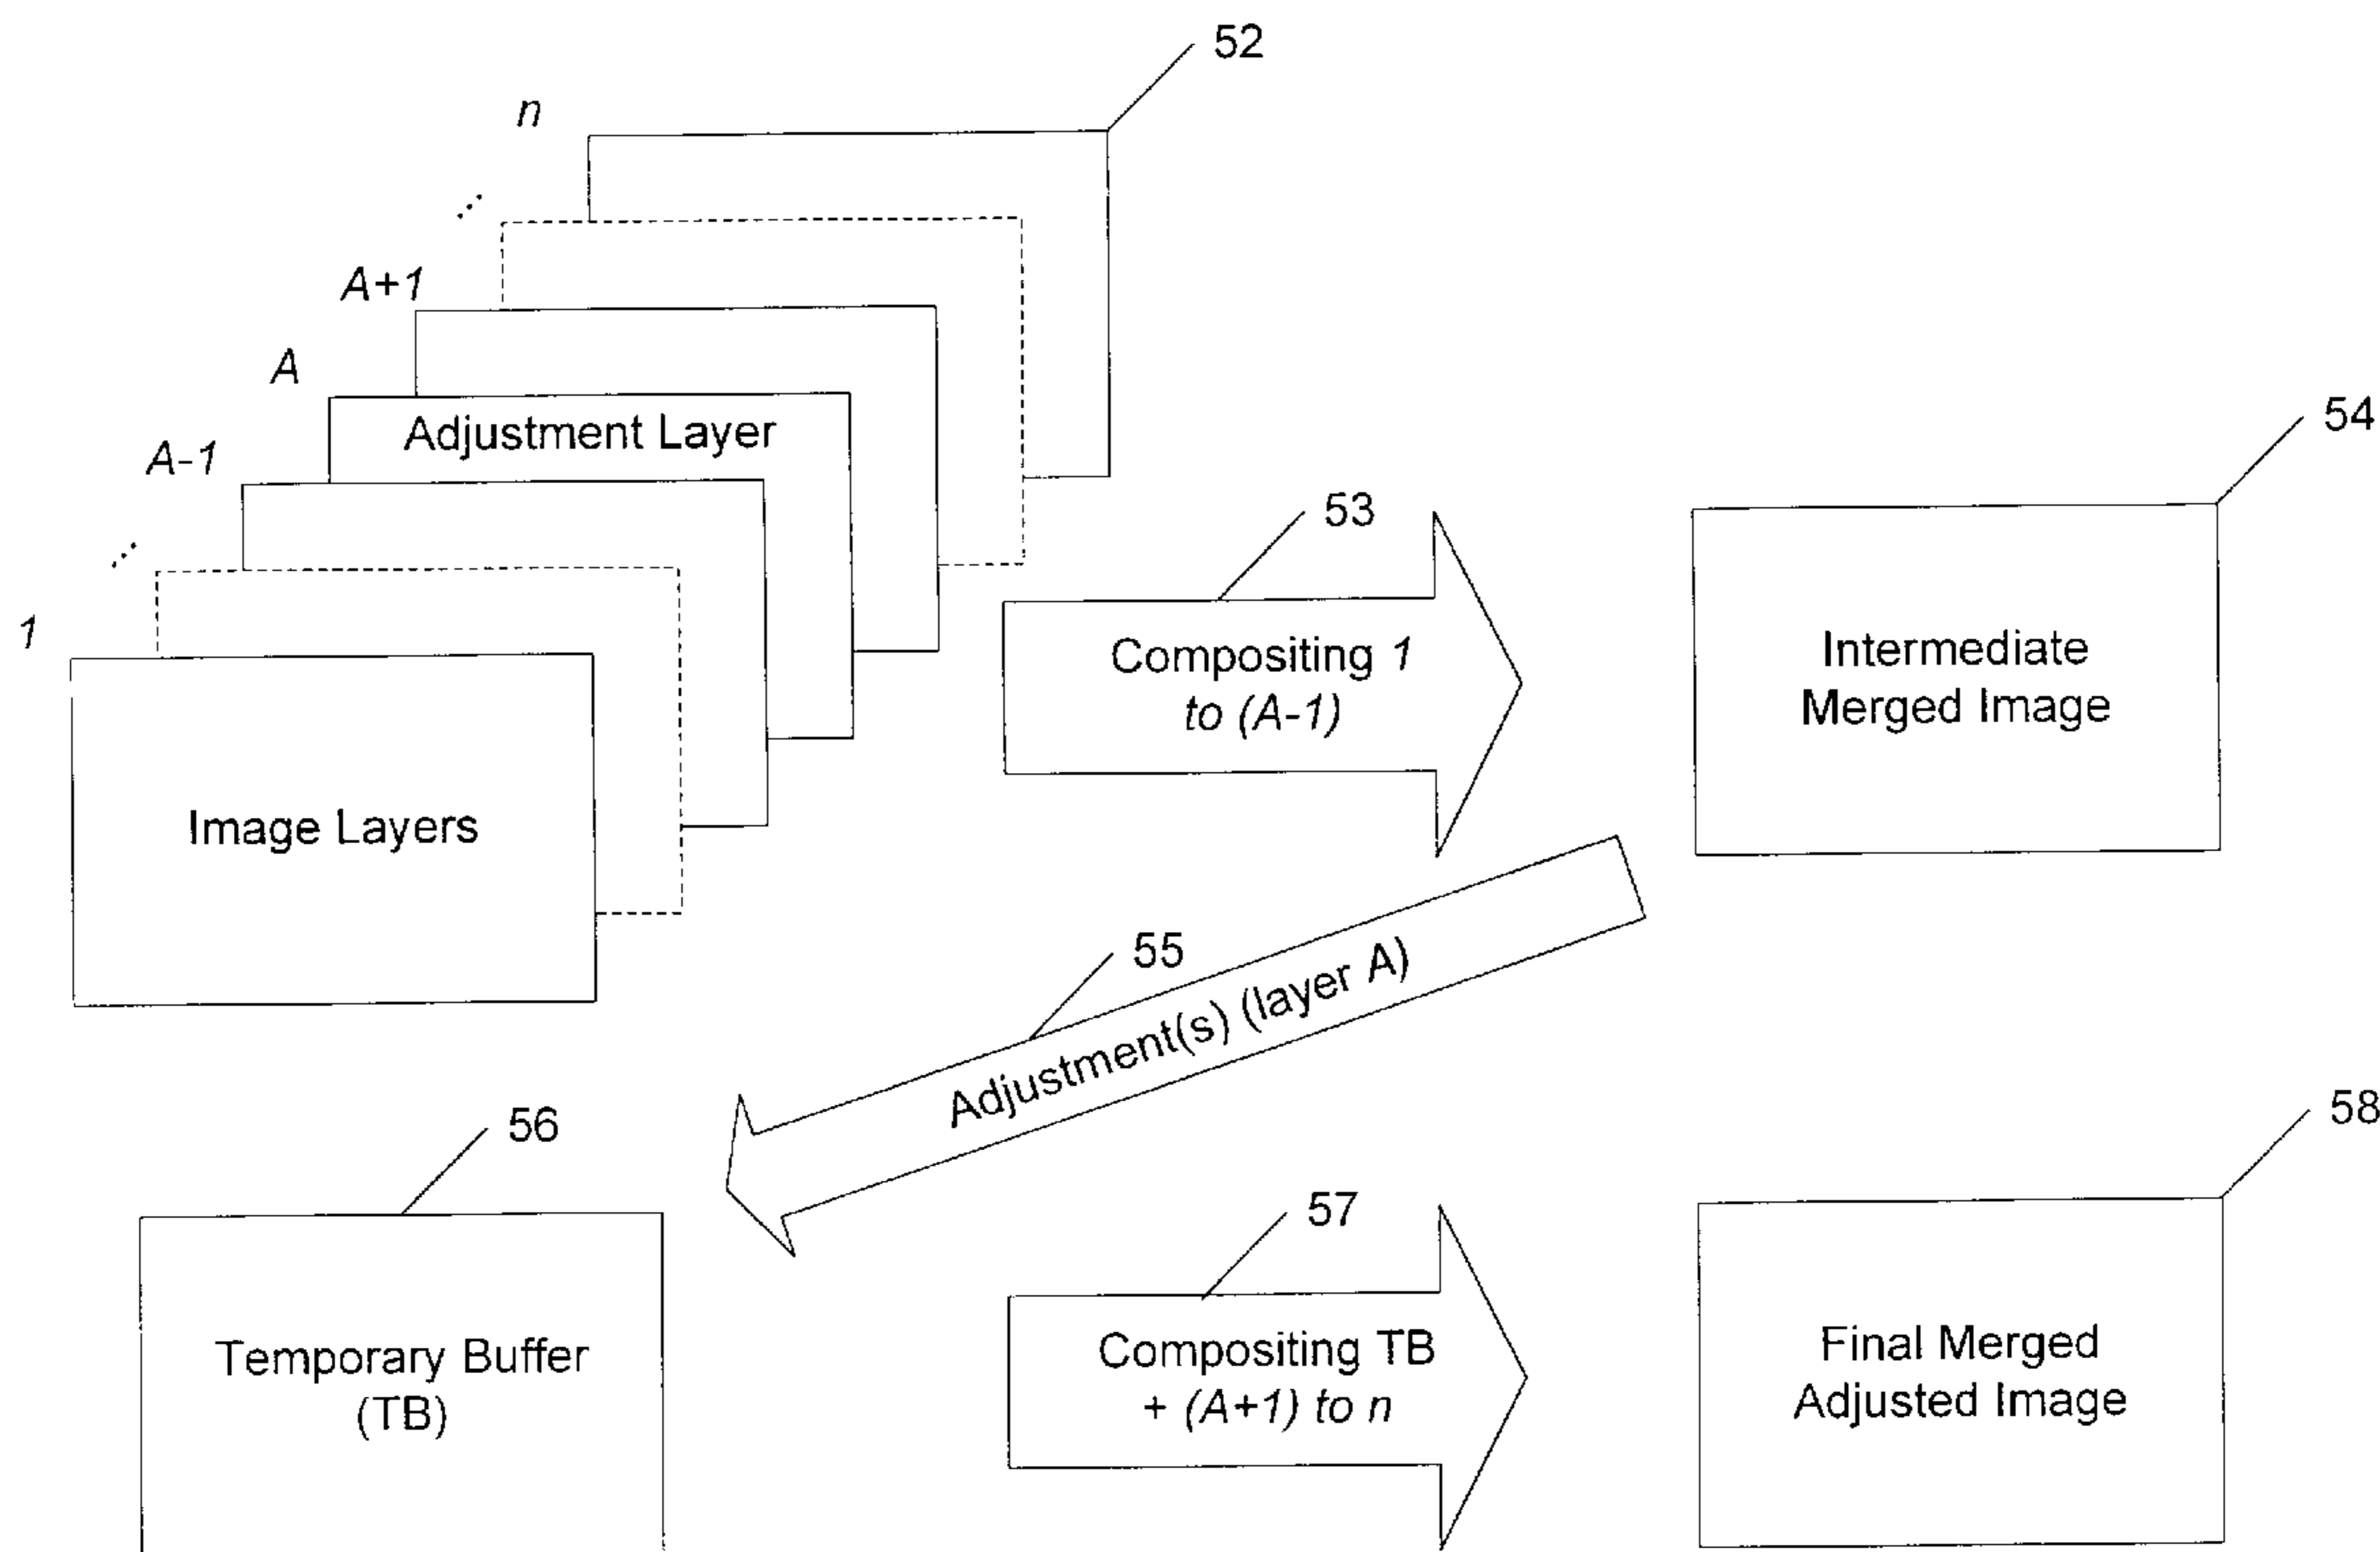 52
n
A+1
A
Adjustment Layer
A-1
1
Image Layers
53
Compositing 1
to (A-1)
54
Intermediate
Merged Image
55
Adjustment(s) (layer A)
56
Temporary Buffer
(TB)
57
Compositing TB
+ (A+1) to n
58
Final Merged
Adjusted Image